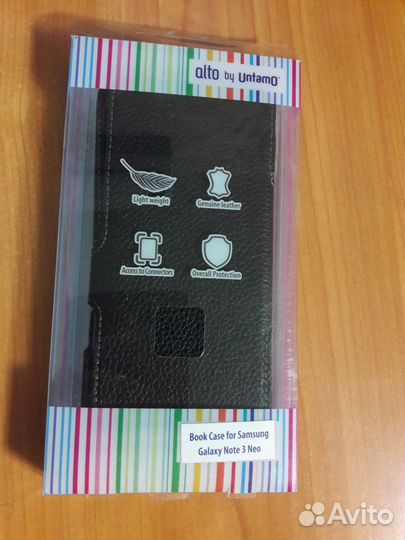 alto by Untamo
Light weight
Genuine leather
Access to Connectors
Overall Protection
Book Case for Samsung
Galaxy Note 3 Neo
Avito